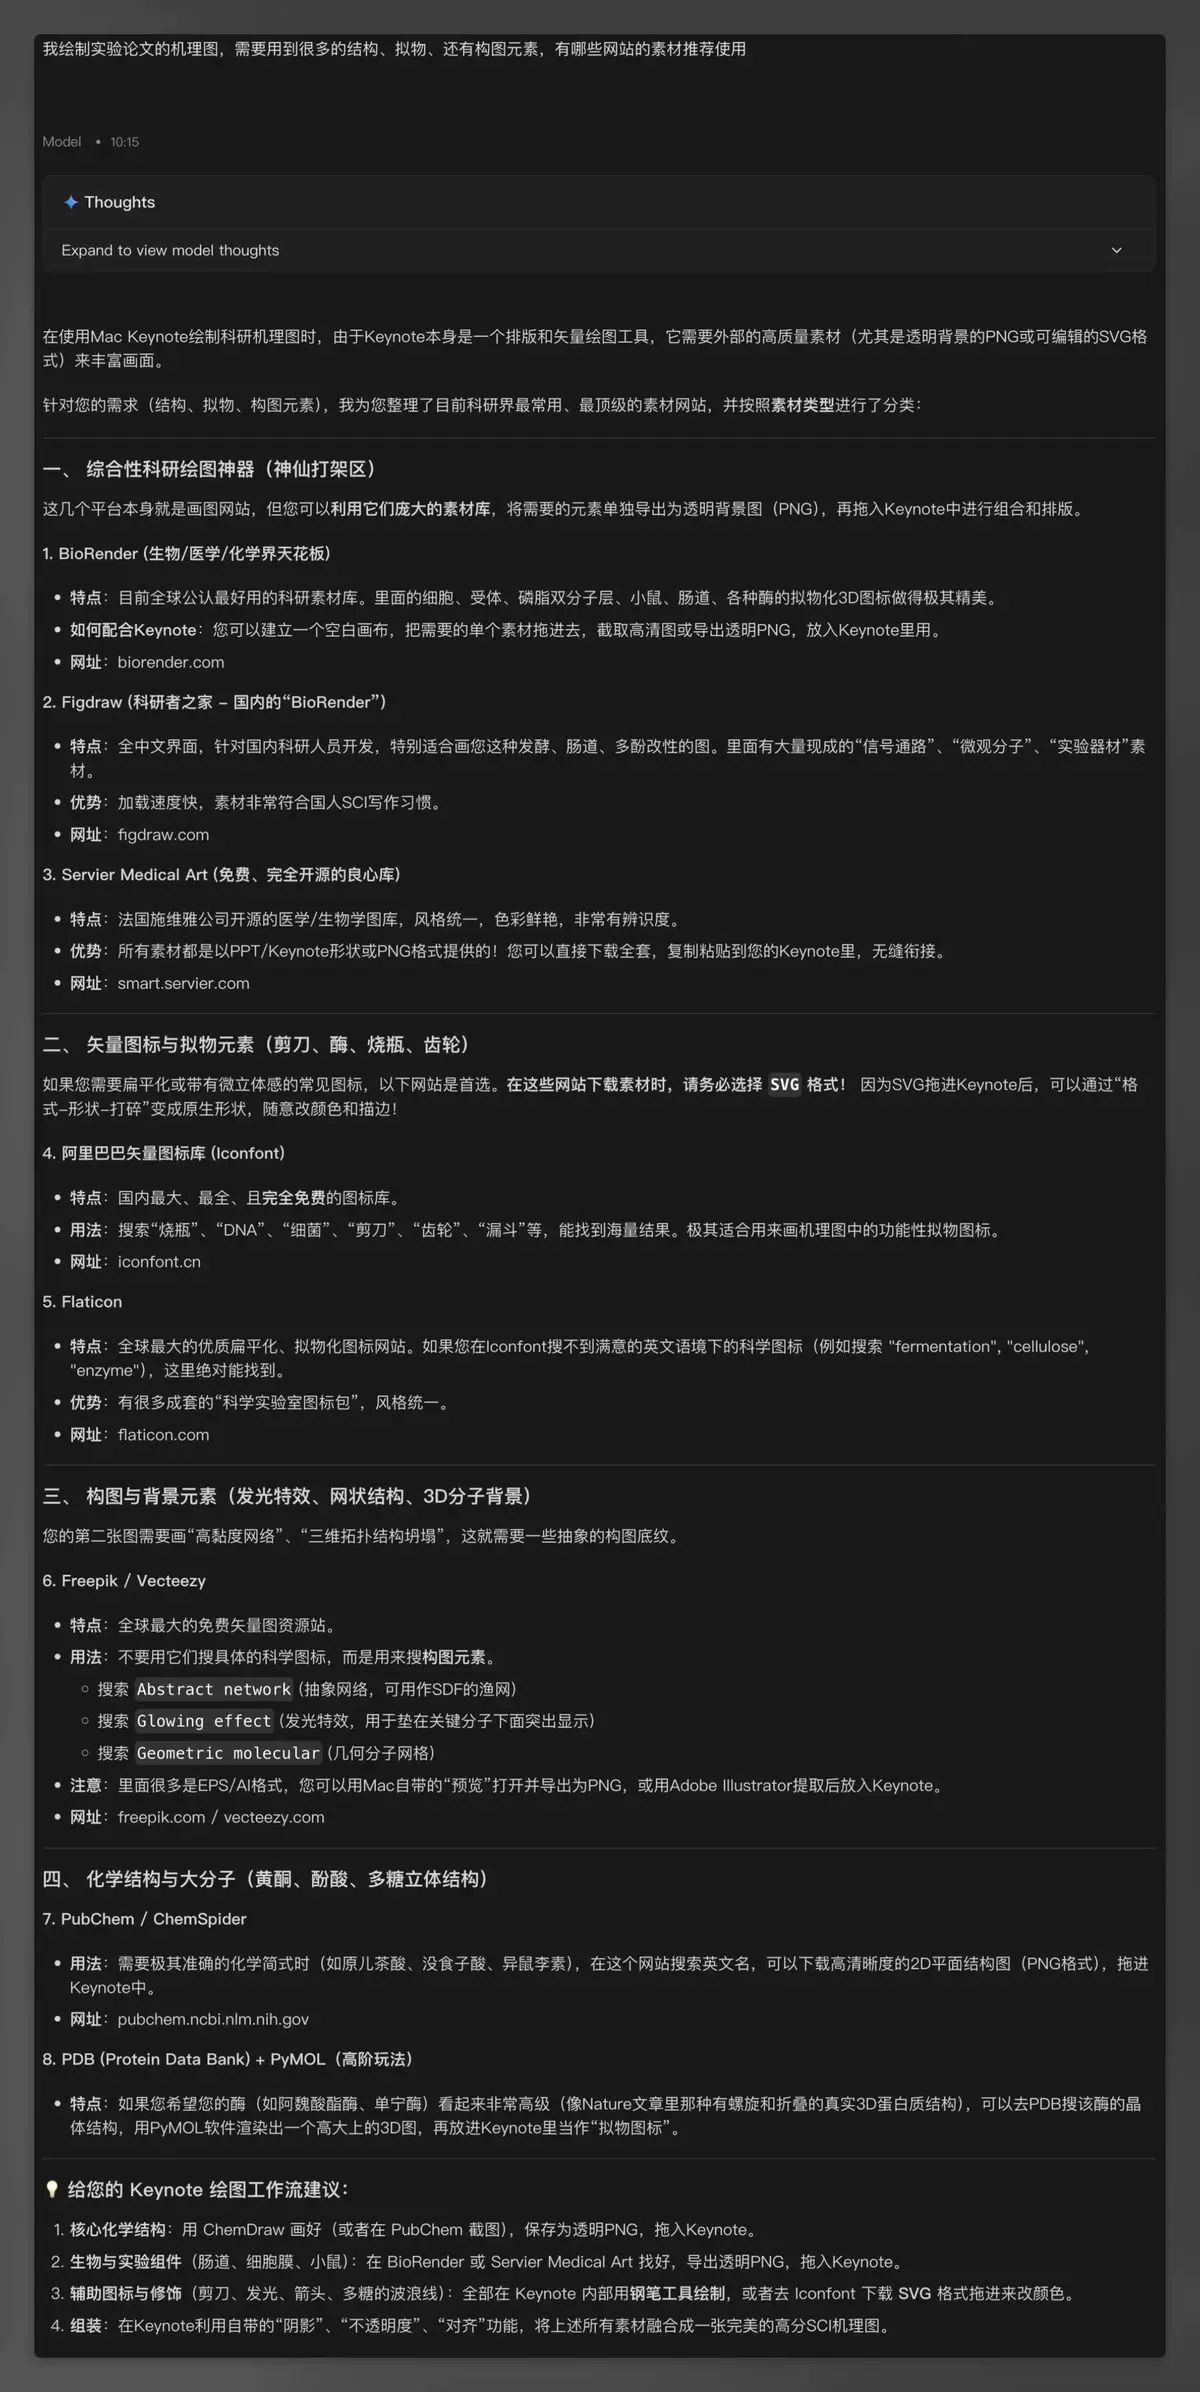 我绘制实验论文的机理图，需要用到很多的结构、拟物、还有构图元素，有哪些网站的素材推荐使用
Model • 10:15
Thoughts
Expand to view model thoughts
在使用Mac Keynote绘制科研机理图时，由于Keynote本身是一个排版和矢量绘图工具，它需要外部的高质量素材（尤其是透明背景的PNG或可编辑的SVG格
式）来丰富画面。
针对您的需求（结构、拟物、构图元素），我为您整理了目前科研界最常用、最顶级的素材网站，并按照素材类型进行了分类：
一、 综合性科研绘图神器（神仙打架区）
这几个平台本身就是画图网站，但您可以利用它们庞大的素材库，将需要的元素单独导出为透明背景图（PNG），再拖入Keynote中进行组合和排版。
1. BioRender (生物/医学/化学界天花板)
• 特点：目前全球公认最好用的科研素材库。里面的细胞、受体、磷脂双分子层、小鼠、肠道、各种酶的拟物化3D图标做得极其精美。
• 如何配合Keynote：您可以建立一个空白画布，把需要的单个素材拖进去，截取高清图或导出透明PNG，放入Keynote里用。
• 网址：biorender.com
2. Figdraw (科研者之家 – 国内的“BioRender”)
• 特点：全中文界面，针对国内科研人员开发，特别适合画您这种发酵、肠道、多酚改性的图。里面有大量现成的“信号通路”、“微观分子”、“实验器材”素
材。
• 优势：加载速度快，素材非常符合国人SCI写作习惯。
• 网址：figdraw.com
3. Servier Medical Art (免费、完全开源的良心库)
• 特点：法国施维雅公司开源的医学/生物学图库，风格统一，色彩鲜艳，非常有辨识度。
• 优势：所有素材都是以PPT/Keynote形状或PNG格式提供的！您可以直接下载全套，复制粘贴到您的Keynote里，无缝衔接。
• 网址：smart.servier.com
二、 矢量图标与拟物元素（剪刀、酶、烧瓶、齿轮）
如果您需要扁平化或带有微立体感的常见图标，以下网站是首选。在这些网站下载素材时，请务必选择 SVG 格式！ 因为SVG拖进Keynote后，可以通过“格
式–形状–打碎”变成原生形状，随意改颜色和描边！
4. 阿里巴巴矢量图标库 (Iconfont)
• 特点：国内最大、最全、且完全免费的图标库。
• 用法：搜索“烧瓶”、“DNA”、“细菌”、“剪刀”、“齿轮”、“漏斗”等，能找到海量结果。极其适合用来画机理图中的功能性拟物图标。
• 网址：iconfont.cn
5. Flaticon
• 特点：全球最大的优质扁平化、拟物化图标网站。如果您在Iconfont搜不到满意的英文语境下的科学图标（例如搜索 "fermentation", "cellulose",
"enzyme"），这里绝对能找到。
• 优势：有很多成套的“科学实验室图标包”，风格统一。
• 网址：flaticon.com
三、 构图与背景元素（发光特效、网状结构、3D分子背景）
您的第二张图需要画“高黏度网络”、“三维拓扑结构坍塌”，这就需要一些抽象的构图底纹。
6. Freepik / Vecteezy
• 特点：全球最大的免费矢量图资源站。
• 用法：不要用它们搜具体的科学图标，而是用来搜构图元素。
○ 搜索 Abstract network (抽象网络，可用作SDF的渔网)
○ 搜索 Glowing effect (发光特效，用于垫在关键分子下面突出显示)
○ 搜索 Geometric molecular (几何分子网格)
• 注意：里面很多是EPS/AI格式，您可以用Mac自带的“预览”打开并导出为PNG，或用Adobe Illustrator提取后放入Keynote。
• 网址：freepik.com / vecteezy.com
四、 化学结构与大分子（黄酮、酚酸、多糖立体结构）
7. PubChem / ChemSpider
• 用法：需要极其准确的化学简式时（如原儿茶酸、没食子酸、异鼠李素），在这个网站搜索英文名，可以下载高清晰度的2D平面结构图（PNG格式），拖进
Keynote中。
• 网址：pubchem.ncbi.nlm.nih.gov
8. PDB (Protein Data Bank) + PyMOL（高阶玩法）
• 特点：如果您希望您的酶（如阿魏酸酯酶、单宁酶）看起来非常高级（像Nature文章里那种有螺旋和折叠的真实3D蛋白质结构），可以去PDB搜该酶的晶
体结构，用PyMOL软件渲染出一个高大上的3D图，再放进Keynote里当作“拟物图标”。
💡 给您的 Keynote 绘图工作流建议：
1. 核心化学结构：用 ChemDraw 画好（或者在 PubChem 截图），保存为透明PNG，拖入Keynote。
2. 生物与实验组件（肠道、细胞膜、小鼠）：在 BioRender 或 Servier Medical Art 找好，导出透明PNG，拖入Keynote。
3. 辅助图标与修饰（剪刀、发光、箭头、多糖的波浪线）：全部在 Keynote 内部用钢笔工具绘制，或者去 Iconfont 下载 SVG 格式拖进来改颜色。
4. 组装：在Keynote利用自带的“阴影”、“不透明度”、“对齐”功能，将上述所有素材融合成一张完美的高分SCI机理图。